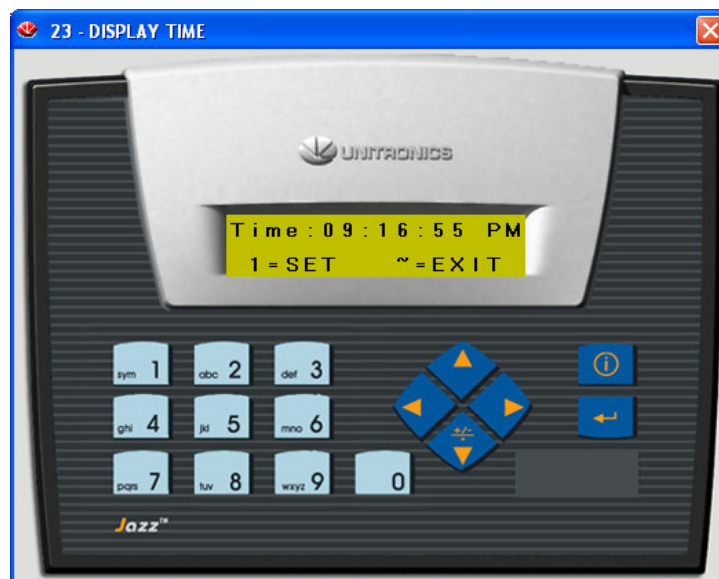 23 - DISPLAY TIME
UNITRONICS
Time:09:16:55 PM
1=SET ~=EXIT
sym 1 abc 2 def 3
ghi 4 jkl 5 mno 6
pqrs 7 tuv 8 wxyz 9 0
+/-
Jazz™